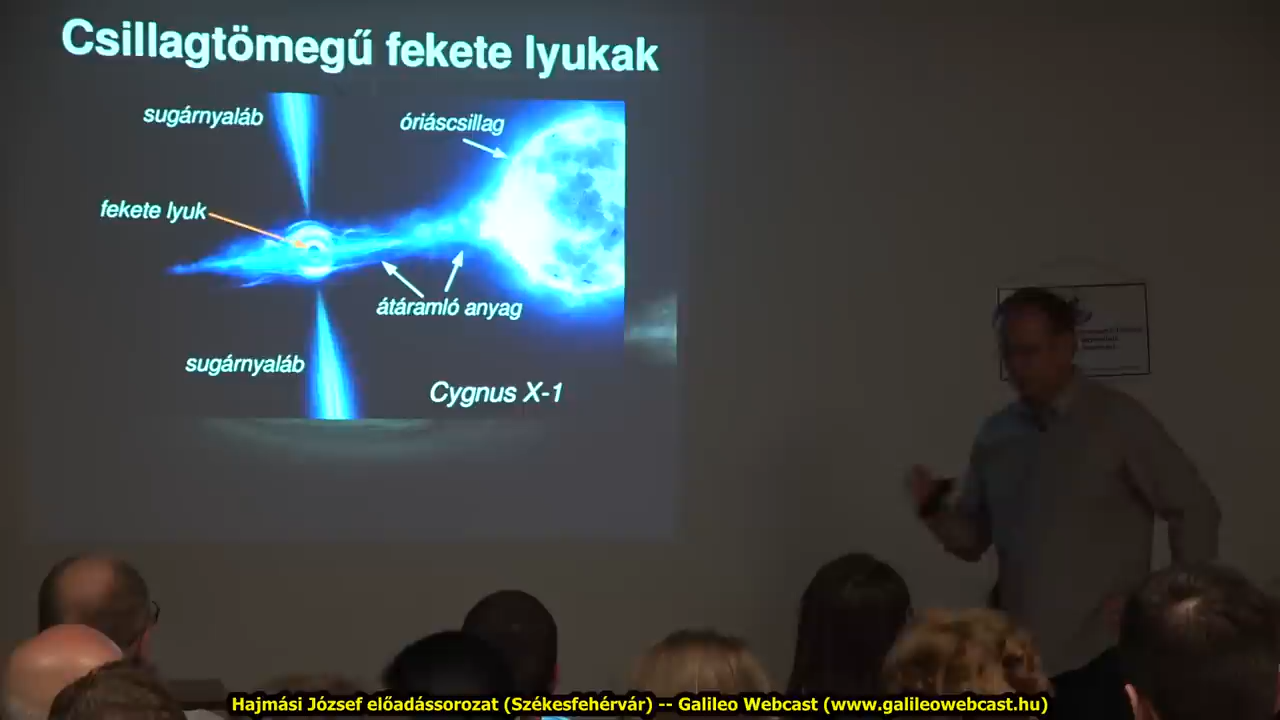 Csillagtömegű fekete lyukak
sugárnyaláb
óriáscsillag
fekete lyuk
átáramló anyag
sugárnyaláb
Cygnus X-1
Hajmási József előadássorozat (Székesfehérvár) -- Galileo Webcast (www.galileowebcast.hu)